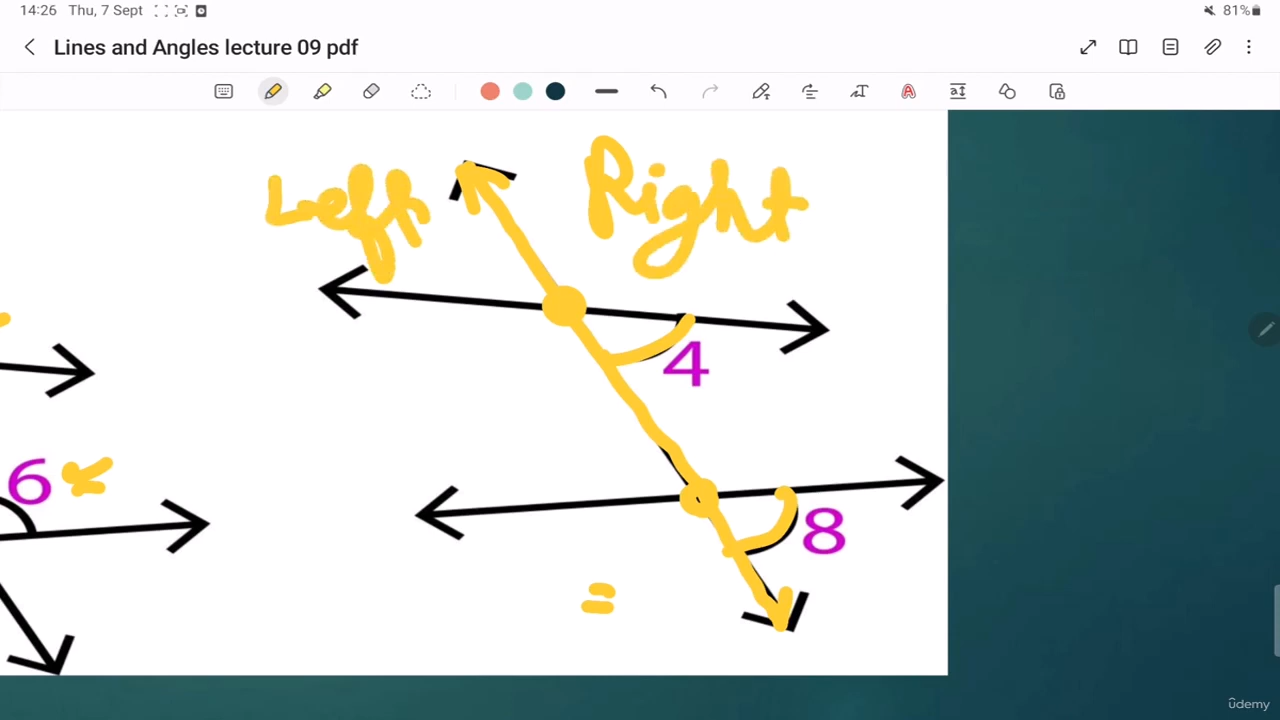 14:26 Thu, 7 Sept 81%
Lines and Angles lecture 09 pdf
Left Right
4
6
8
=
ûdemy